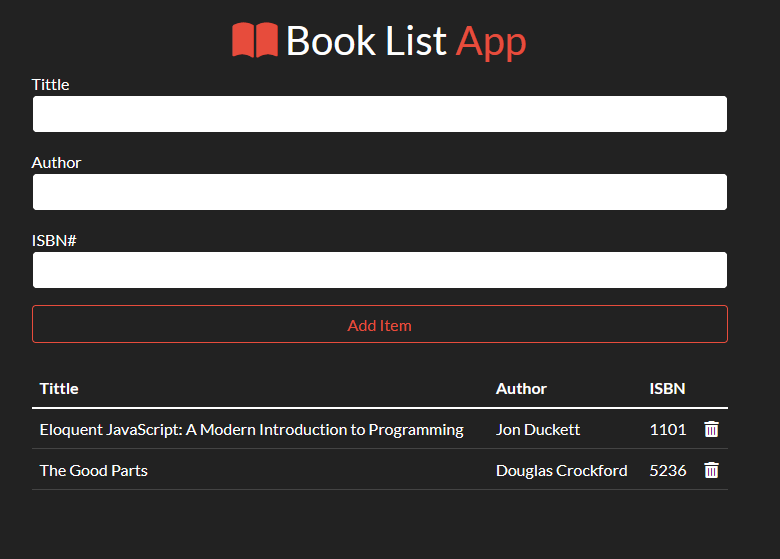 Book List App
Tittle
Author
ISBN#
Add Item
Tittle Author ISBN
Eloquent JavaScript: A Modern Introduction to Programming Jon Duckett 1101
The Good Parts Douglas Crockford 5236